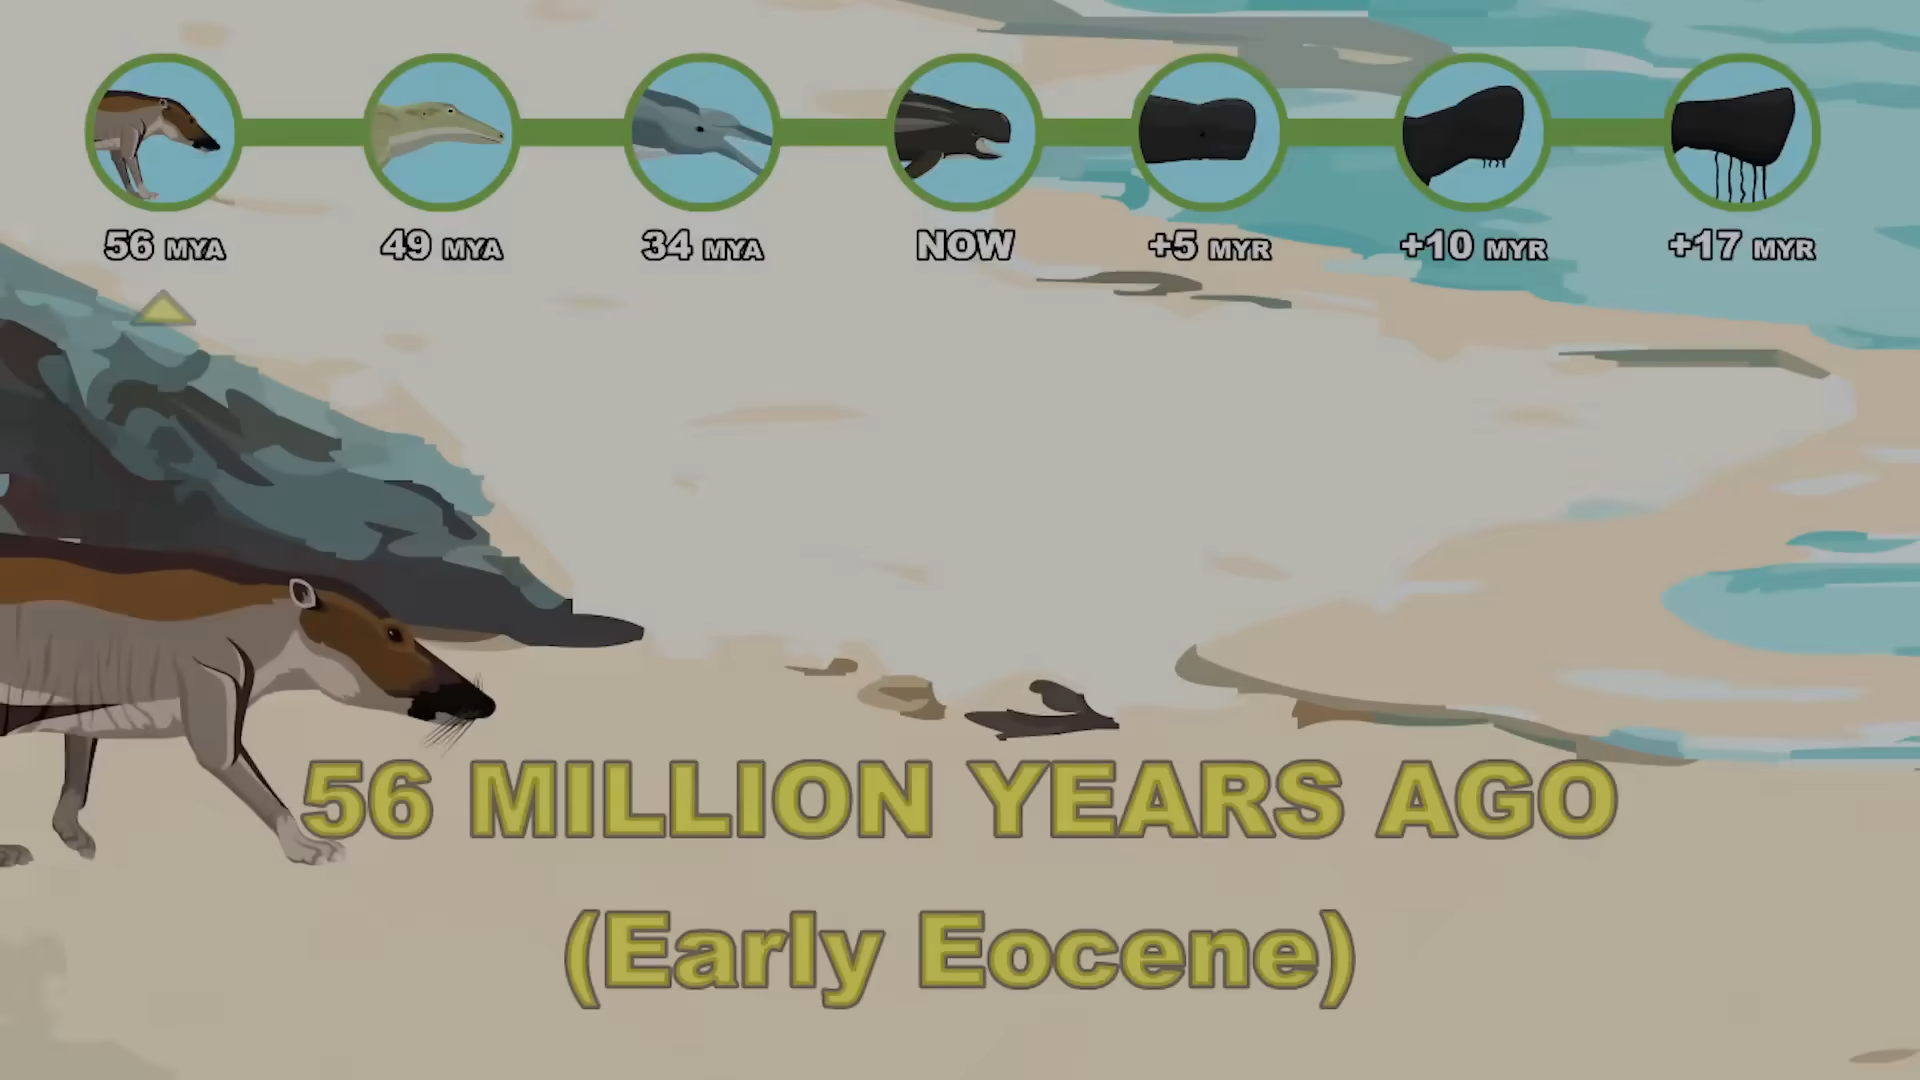 56 MYA 49 MYA 34 MYA NOW +5 MYR +10 MYR +17 MYR
56 MILLION YEARS AGO
(Early Eocene)